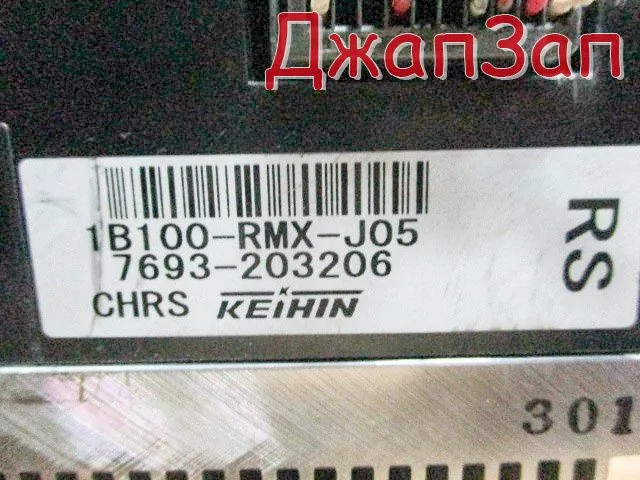 ДжапЗап
1B100-RMX-J05
7693-203206
CHRS KEIHIN
RS
301